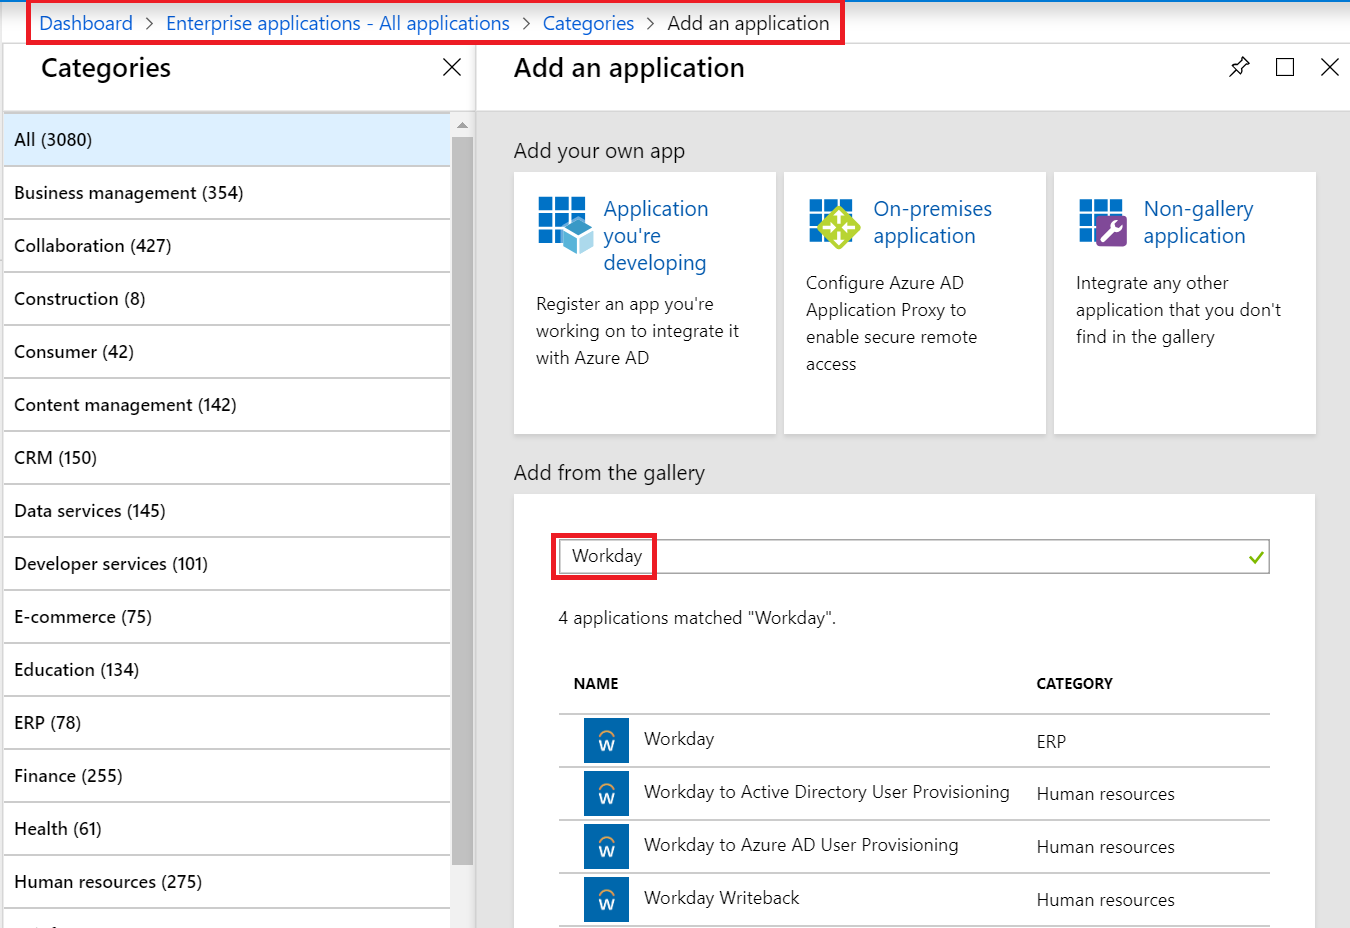 Dashboard > Enterprise applications - All applications > Categories > Add an application
Categories
All (3080)
Business management (354)
Collaboration (427)
Construction (8)
Consumer (42)
Content management (142)
CRM (150)
Data services (145)
Developer services (101)
E-commerce (75)
Education (134)
ERP (78)
Finance (255)
Health (61)
Human resources (275)
Add an application
Add your own app
Application
you're
developing
Register an app you're
working on to integrate it
with Azure AD
On-premises
application
Configure Azure AD
Application Proxy to
enable secure remote
access
Non-gallery
application
Integrate any other
application that you don't
find in the gallery
Add from the gallery
Workday
4 applications matched "Workday".
NAME CATEGORY
W Workday ERP
W Workday to Active Directory User Provisioning Human resources
W Workday to Azure AD User Provisioning Human resources
W Workday Writeback Human resources